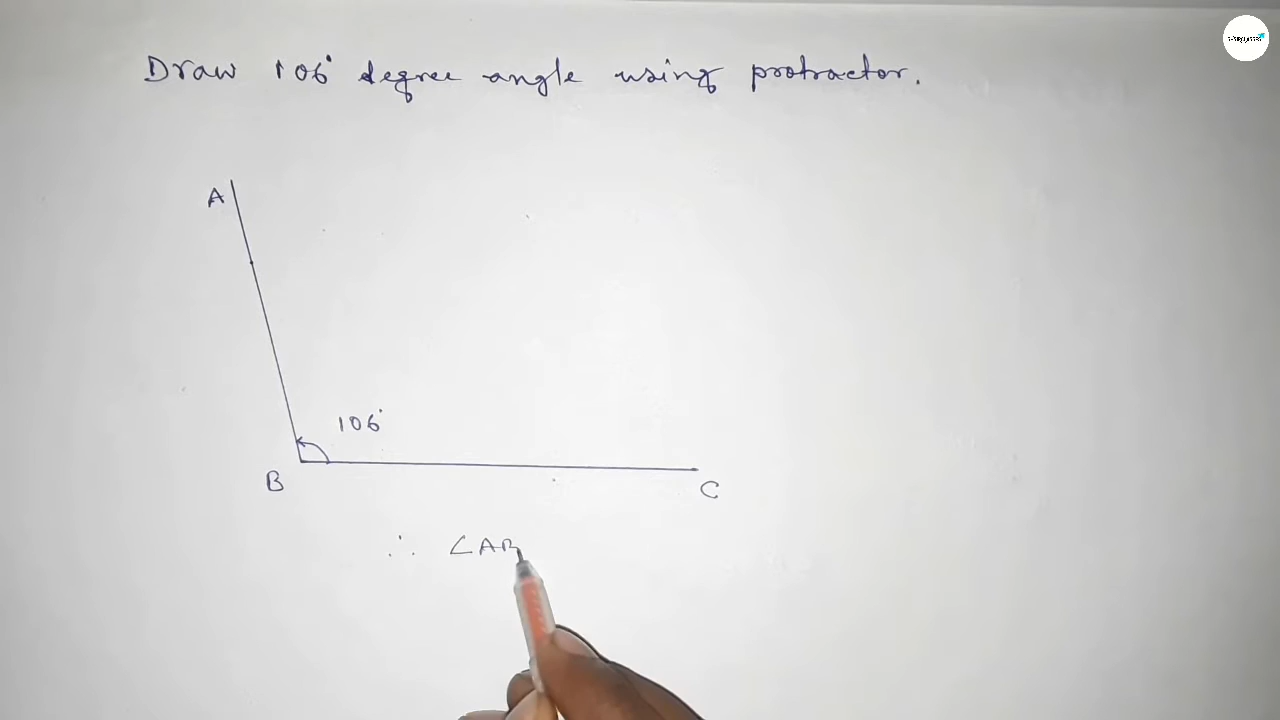 Draw 106° degree angle using protractor.
A
106°
B
C
∴ ∠AB